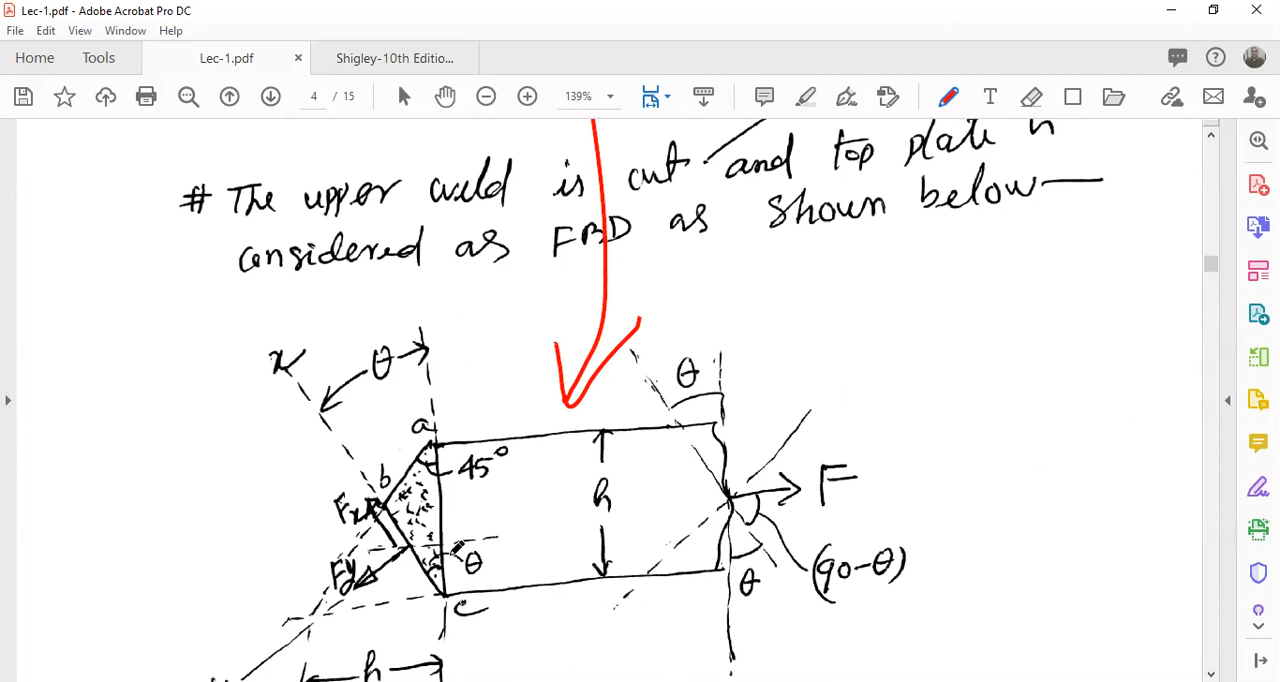 Lec-1.pdf - Adobe Acrobat Pro DC
File Edit View Window Help
Home Tools Lec-1.pdf × Shigley-10th Editio...
4 / 15 139%
# The upper weld is cut and top plate is
considered as FBD as shown below—
x θ θ
a
45°
b
h
F
Fx
Fy θ
(90-θ)
θ
c
h